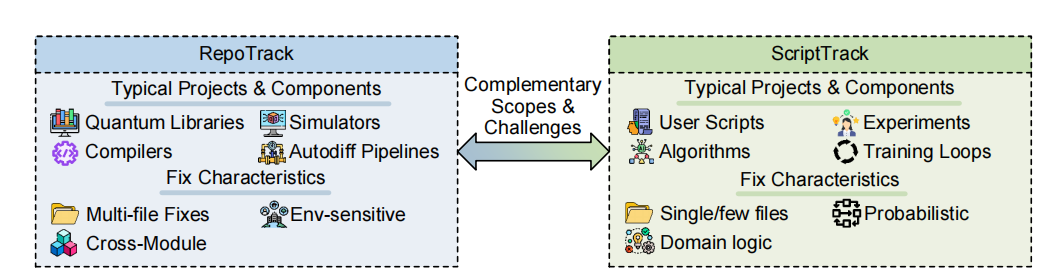 RepoTrack
Typical Projects & Components
Quantum Libraries
Simulators
Compilers
Autodiff Pipelines
Fix Characteristics
Multi-file Fixes
Env-sensitive
Cross-Module
Complementary
Scopes &
Challenges
ScriptTrack
Typical Projects & Components
User Scripts
Experiments
Algorithms
Training Loops
Fix Characteristics
Single/few files
Probabilistic
Domain logic